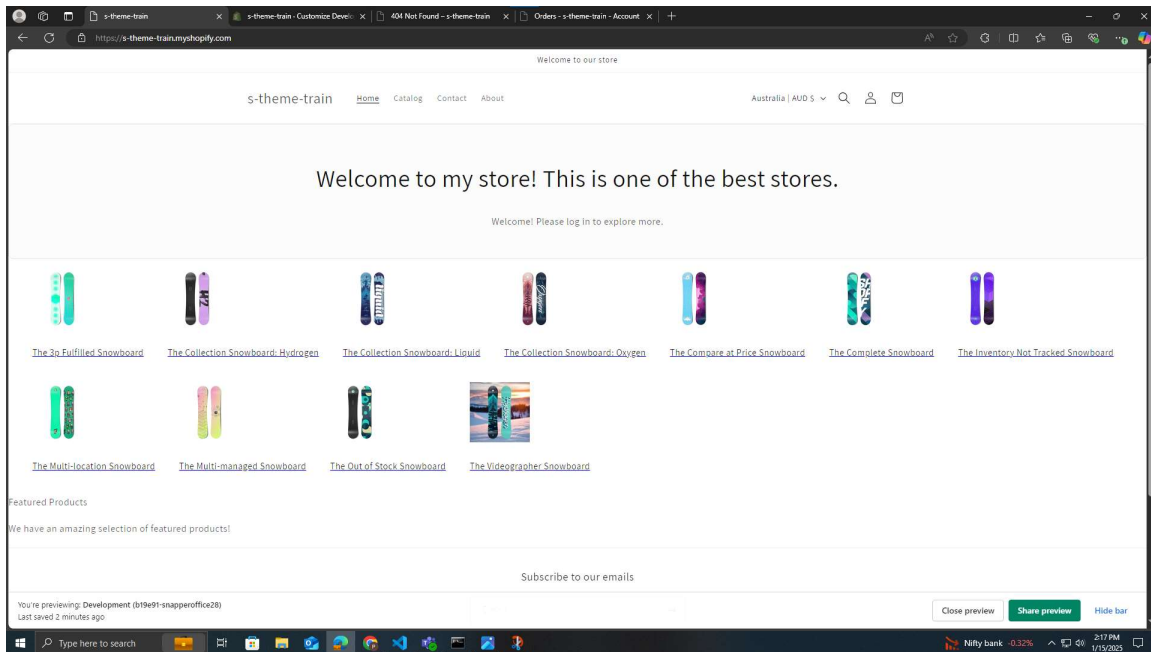 s-theme-train
s-theme-train · Customize Develo
404 Not Found – s-theme-train
Orders - s-theme-train - Account
https://s-theme-train.myshopify.com
Welcome to our store
s-theme-train Home Catalog Contact About Australia | AUD $
Welcome to my store! This is one of the best stores.
Welcome! Please log in to explore more.
The 3p Fulfilled Snowboard The Collection Snowboard: Hydrogen The Collection Snowboard: Liquid The Collection Snowboard: Oxygen The Compare at Price Snowboard The Complete Snowboard The Inventory Not Tracked Snowboard
The Multi-location Snowboard The Multi-managed Snowboard The Out of Stock Snowboard The Videographer Snowboard
Featured Products
We have an amazing selection of featured products!
Subscribe to our emails
You're previewing: Development (b19e91-snapperoffice28)
Last saved 2 minutes ago
Close preview Share preview Hide bar
Type here to search
Nifty bank -0.32%
2:17 PM
1/15/2025